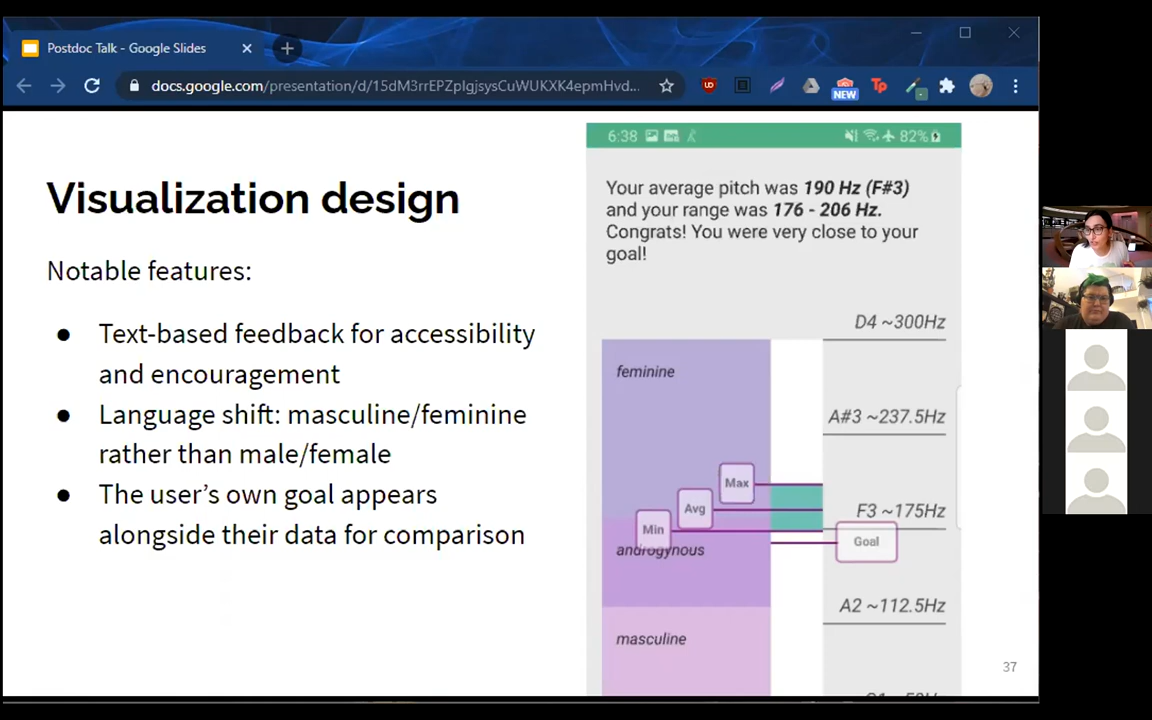 Postdoc Talk - Google Slides
docs.google.com/presentation/d/15dM3rrEPZpIgjsysCuWUKXK4epmHvd...
NEW
Tp
Visualization design
Notable features:
● Text-based feedback for accessibility
and encouragement
● Language shift: masculine/feminine
rather than male/female
● The user's own goal appears
alongside their data for comparison
6:38
82%
Your average pitch was 190 Hz (F#3)
and your range was 176 - 206 Hz.
Congrats! You were very close to your
goal!
D4 ~300Hz
feminine
A#3 ~237.5Hz
Max
Avg
F3 ~175Hz
Min
Goal
androgynous
A2 ~112.5Hz
masculine
37